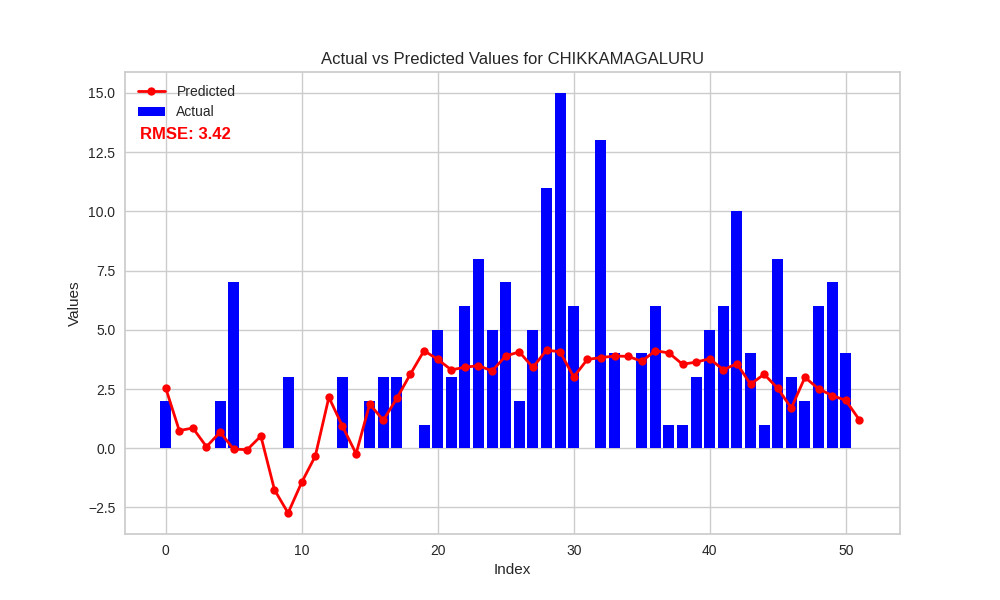 Actual vs Predicted Values for CHIKKAMAGALURU
Predicted
Actual
RMSE: 3.42
15.0
12.5
10.0
7.5
5.0
2.5
0.0
−2.5
Values
0 10 20 30 40 50
Index